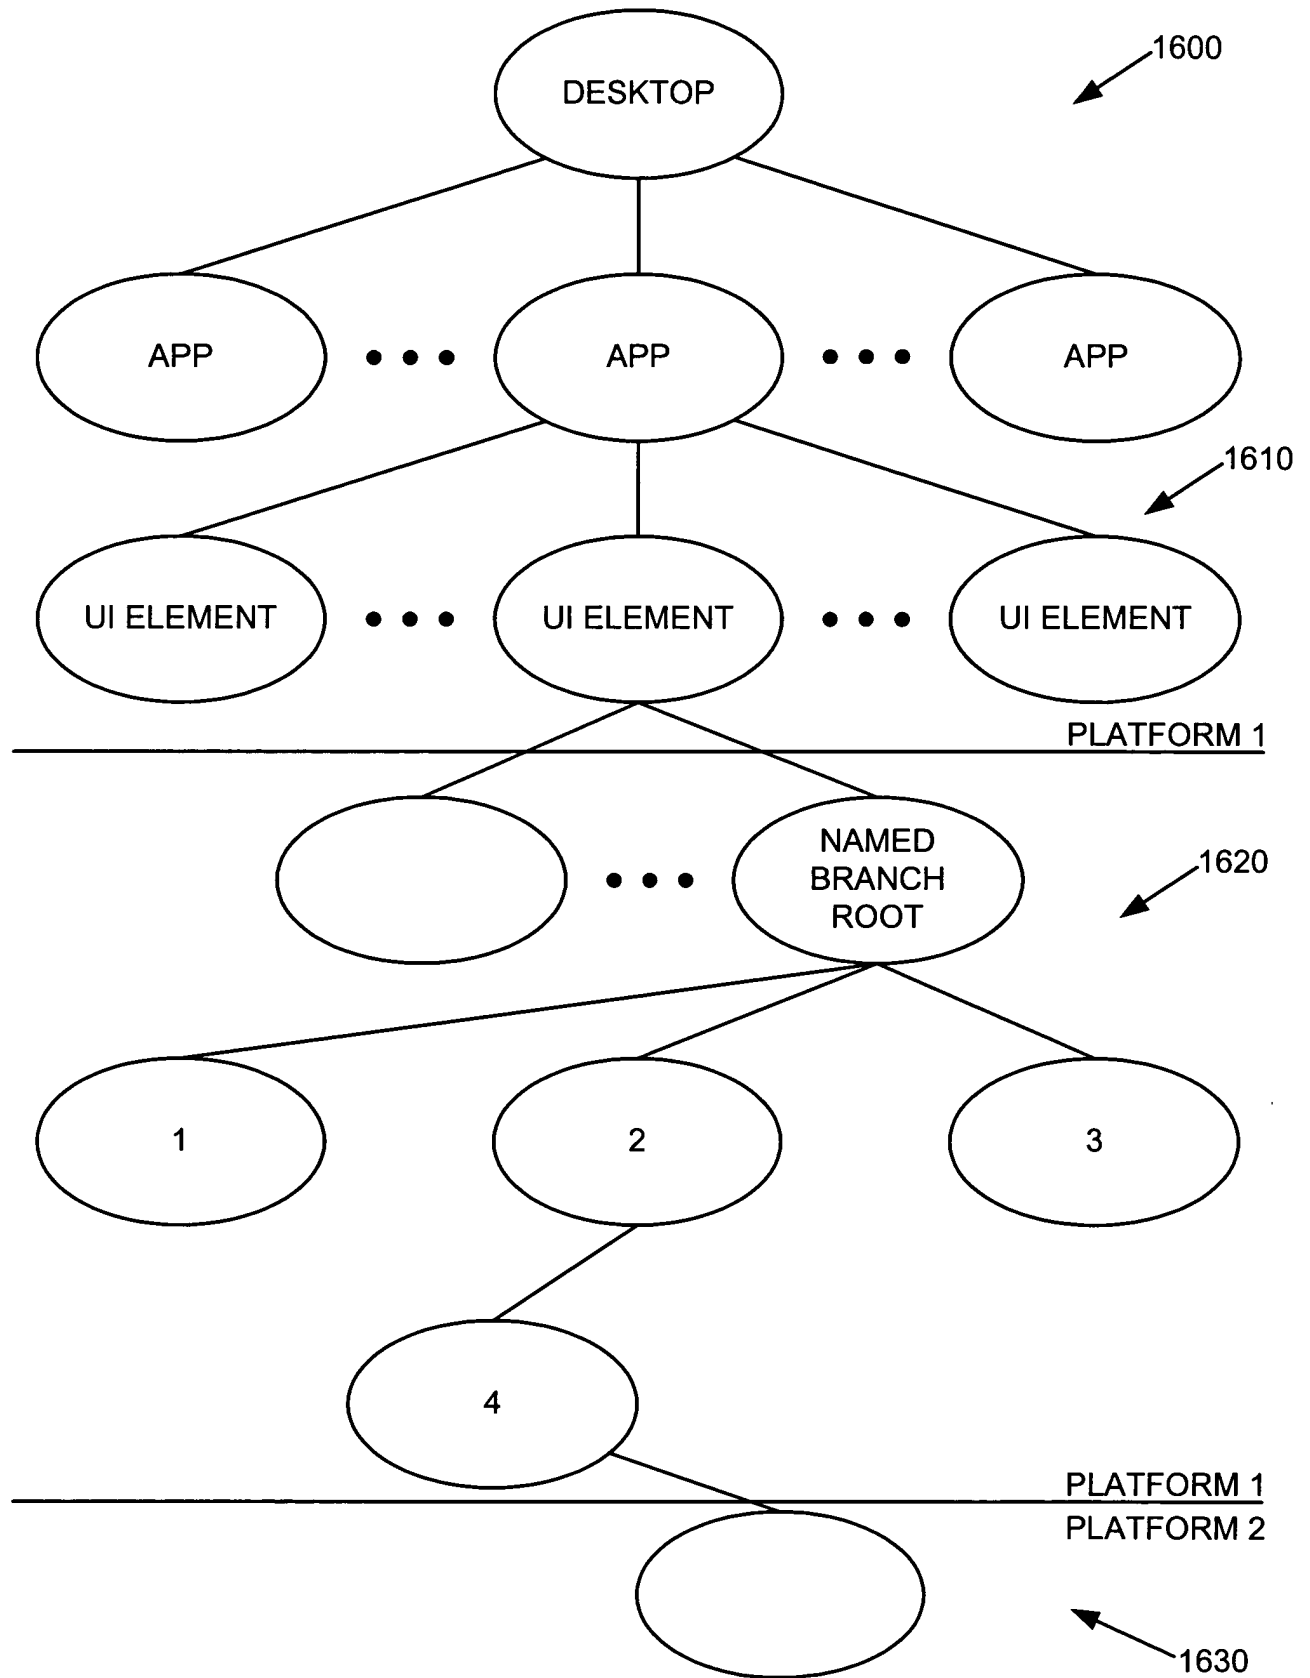 1600
DESKTOP
APP
APP
APP
1610
UI ELEMENT
UI ELEMENT
UI ELEMENT
PLATFORM 1
NAMED
BRANCH
ROOT
1620
1
2
3
4
PLATFORM 1
PLATFORM 2
1630